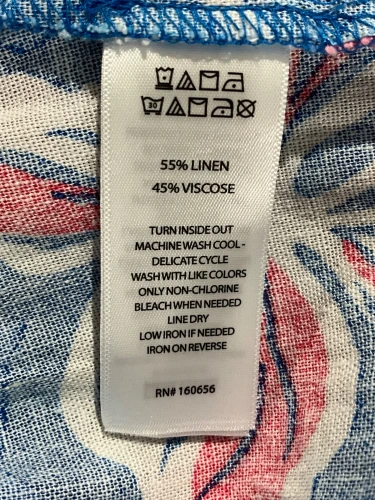 30
55% LINEN
45% VISCOSE
TURN INSIDE OUT
MACHINE WASH COOL -
DELICATE CYCLE
WASH WITH LIKE COLORS
ONLY NON-CHLORINE
BLEACH WHEN NEEDED
LINE DRY
LOW IRON IF NEEDED
IRON ON REVERSE
RN# 160656